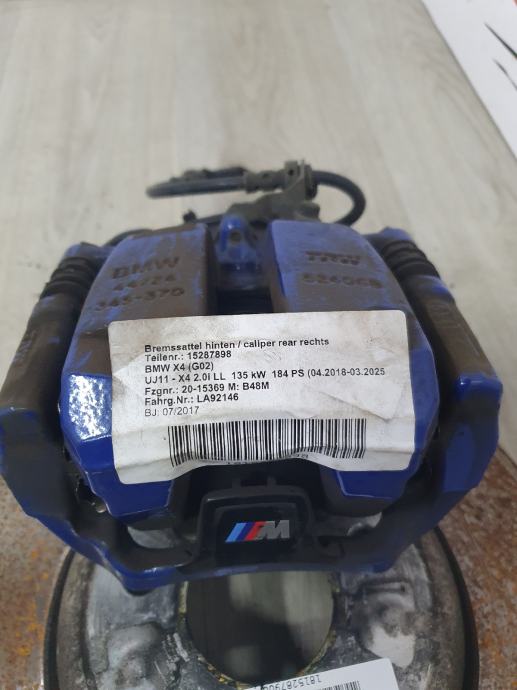 BMW
44/24
345-370
TRW
Bremssattel hinten / caliper rear rechts
Teilenr.: 15287898
BMW X4 (G02)
UJ11 - X4 2.0i LL 135 kW 184 PS (04.2018-03.2025
Fzgnr.: 20-15369 M: B48M
Fahrg.Nr.: LA92146
BJ: 07/2017
M